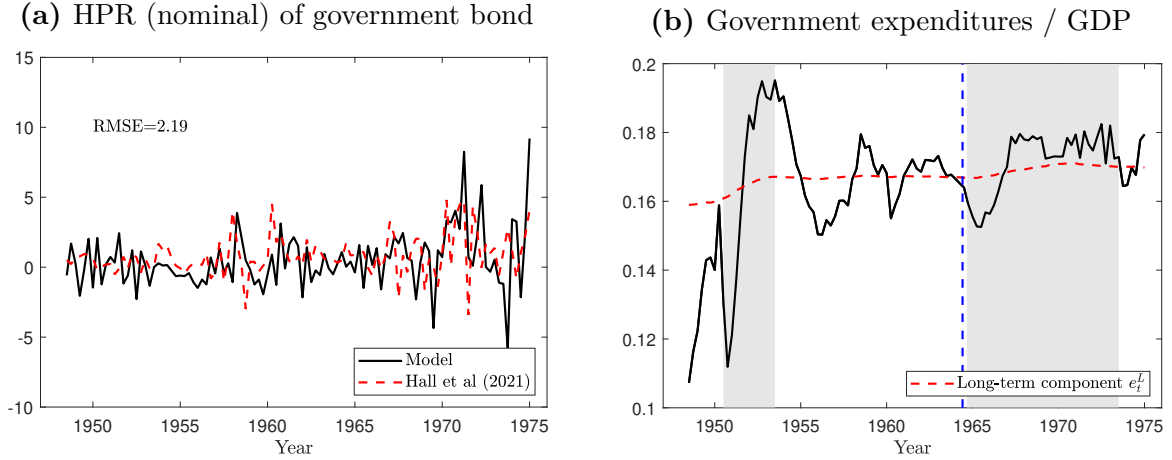 (a) HPR (nominal) of government bond
15
10
5
0
-5
-10
RMSE=2.19
Model
Hall et al (2021)
1950 1955 1960 1965 1970 1975
Year
(b) Government expenditures / GDP
0.2
0.18
0.16
0.14
0.12
0.1
Long-term component e_t^L
1950 1955 1960 1965 1970 1975
Year